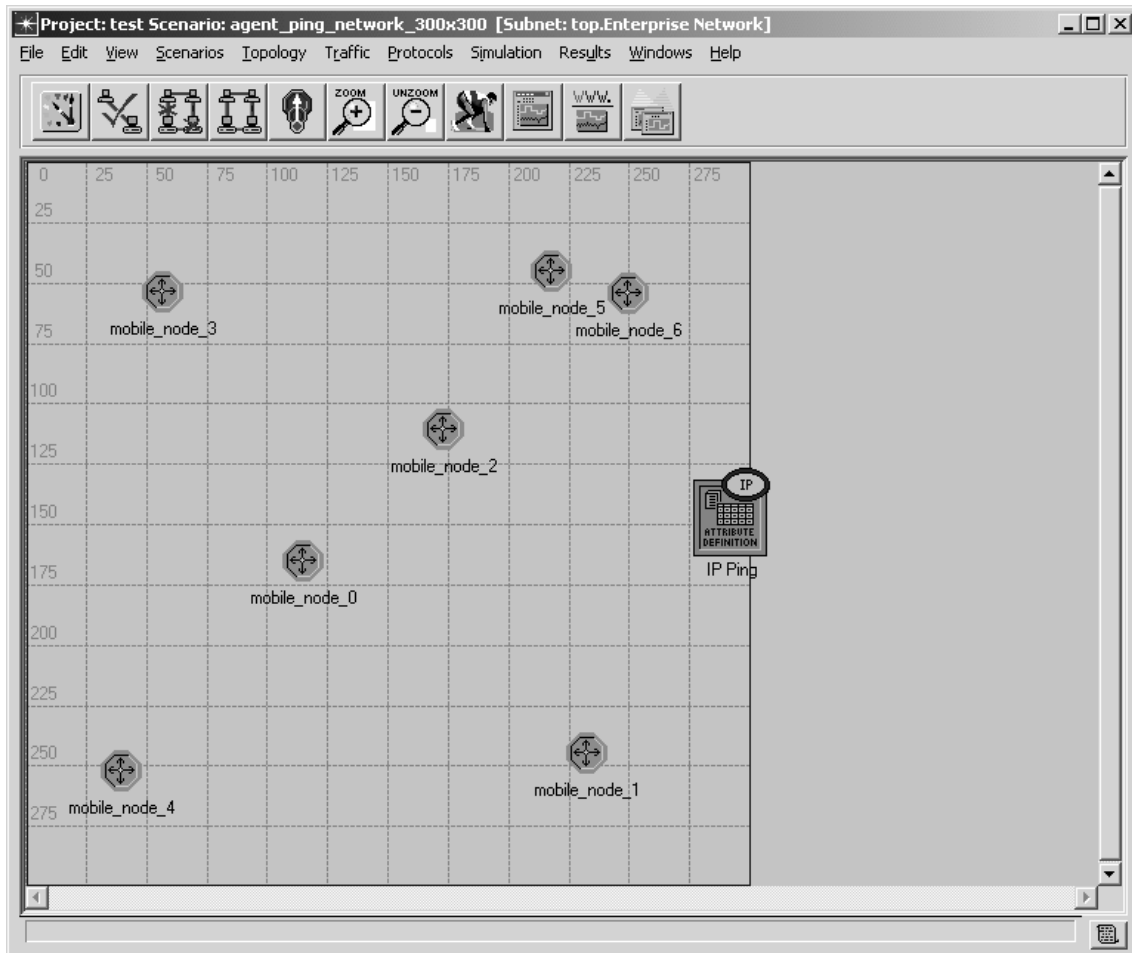 Project: test Scenario: agent_ping_network_300x300 [Subnet: top.Enterprise Network]
File Edit View Scenarios Topology Traffic Protocols Simulation Results Windows Help
ZOOM UNZOOM WWW.
0 25 50 75 100 125 150 175 200 225 250 275
25
50
mobile_node_5
75 mobile_node_3 mobile_node_6
100
125
mobile_node_2
IP
150
ATTRIBUTE
DEFINITION
175 IP Ping
mobile_node_0
200
225
250
mobile_node_1
mobile_node_4
275